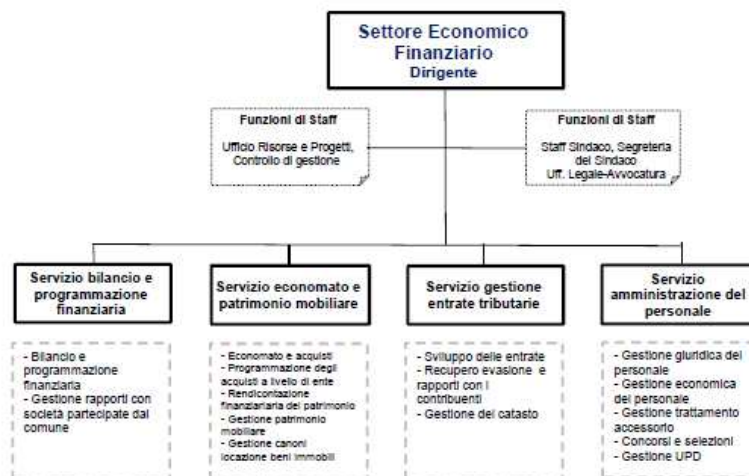 Settore Economico
Finanziario
Dirigente
Funzioni di Staff
Ufficio Risorse e Progetti,
Controllo di gestione
Funzioni di Staff
Staff Sindaco, Segreteria
del Sindaco
Uff. Legale-Avvocatura
Servizio bilancio e
programmazione
finanziaria
Servizio economato e
patrimonio mobiliare
Servizio gestione
entrate tributarie
Servizio
amministrazione del
personale
- Bilancio e
programmazione
finanziaria
- Gestione rapporti con
società partecipate dal
comune
- Economato e acquisti
- Programmazione degli
acquisti a livello di ente
- Rendicontazione
finanziariaria del patrimonio
- Gestione patrimonio
mobiliare
- Gestione canoni
locazione beni immobili
- Sviluppo delle entrate
- Recupero evasione e
rapporti con i
contribuenti
- Gestione del catasto
- Gestione giuridica del
personale
- Gestione economica
del personale
- Gestione trattamento
accessorio
- Concorsi e selezioni
- Gestione UPD